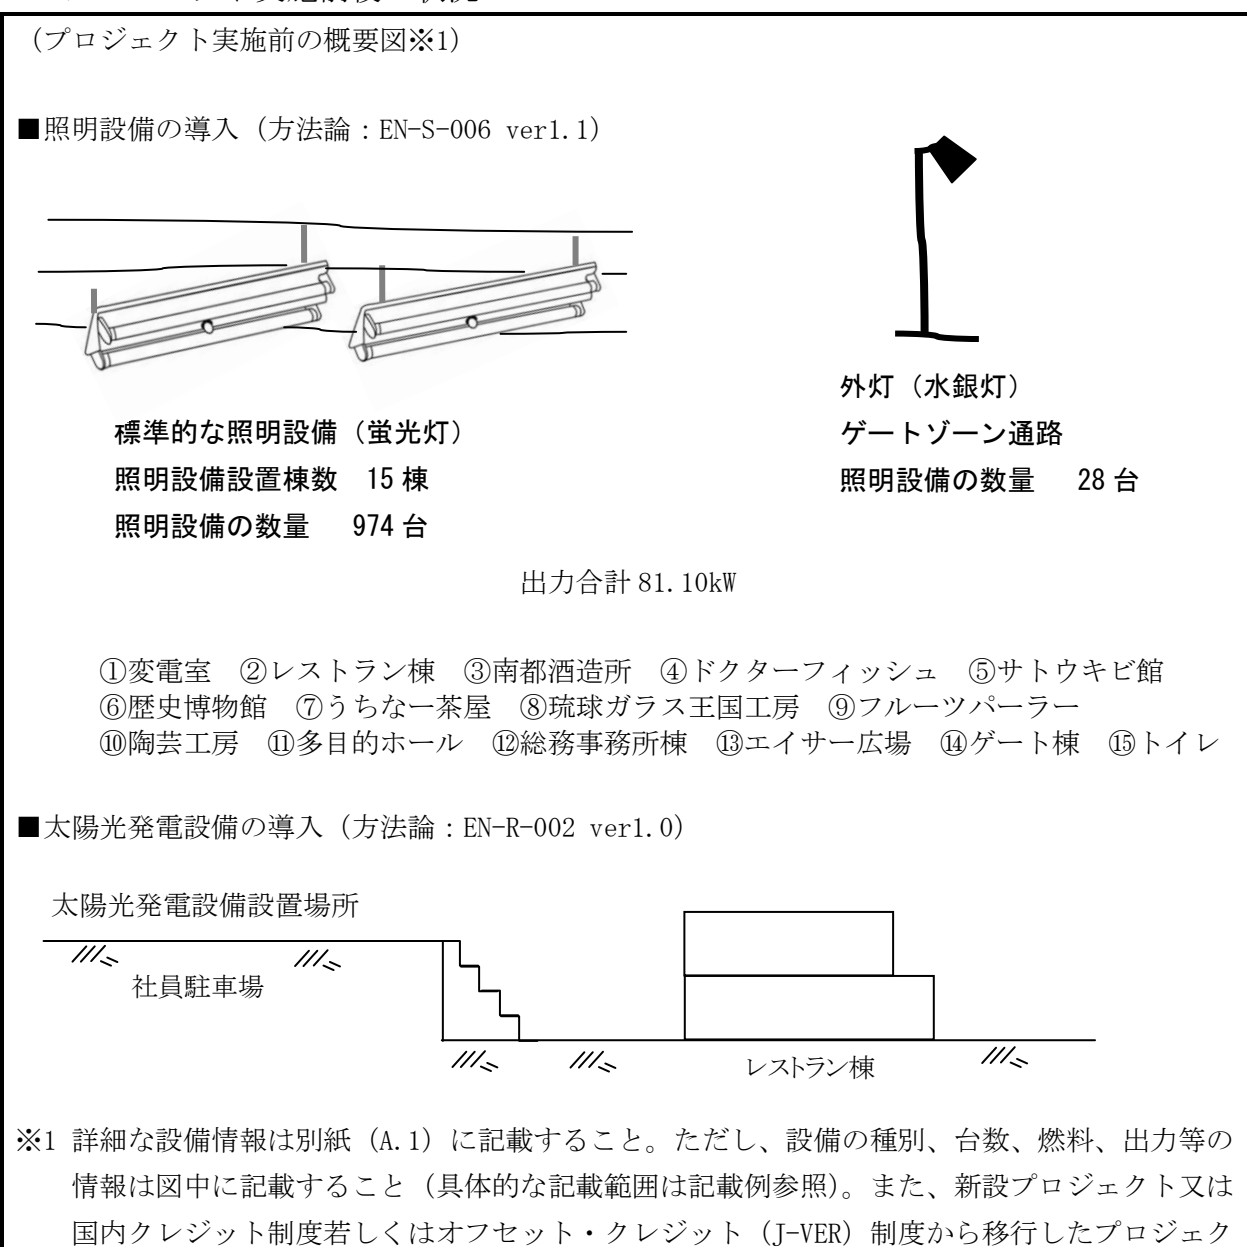 （プロジェクト実施前の概要図※1）
■照明設備の導入（方法論：EN-S-006 ver1.1）
標準的な照明設備（蛍光灯）
照明設備設置棟数　15 棟
照明設備の数量　974 台
外灯（水銀灯）
ゲートゾーン通路
照明設備の数量　28 台
出力合計 81.10kW
①変電室　②レストラン棟　③南都酒造所　④ドクターフィッシュ　⑤サトウキビ館
⑥歴史博物館　⑦うちなー茶屋　⑧琉球ガラス王国工房　⑨フルーツパーラー
⑩陶芸工房　⑪多目的ホール　⑫総務事務所棟　⑬エイサー広場　⑭ゲート棟　⑮トイレ
■太陽光発電設備の導入（方法論：EN-R-002 ver1.0）
太陽光発電設備設置場所
社員駐車場
レストラン棟
※1 詳細な設備情報は別紙（A.1）に記載すること。ただし、設備の種別、台数、燃料、出力等の
情報は図中に記載すること（具体的な記載範囲は記載例参照）。また、新設プロジェクト又は
国内クレジット制度若しくはオフセット・クレジット（J-VER）制度から移行したプロジェク